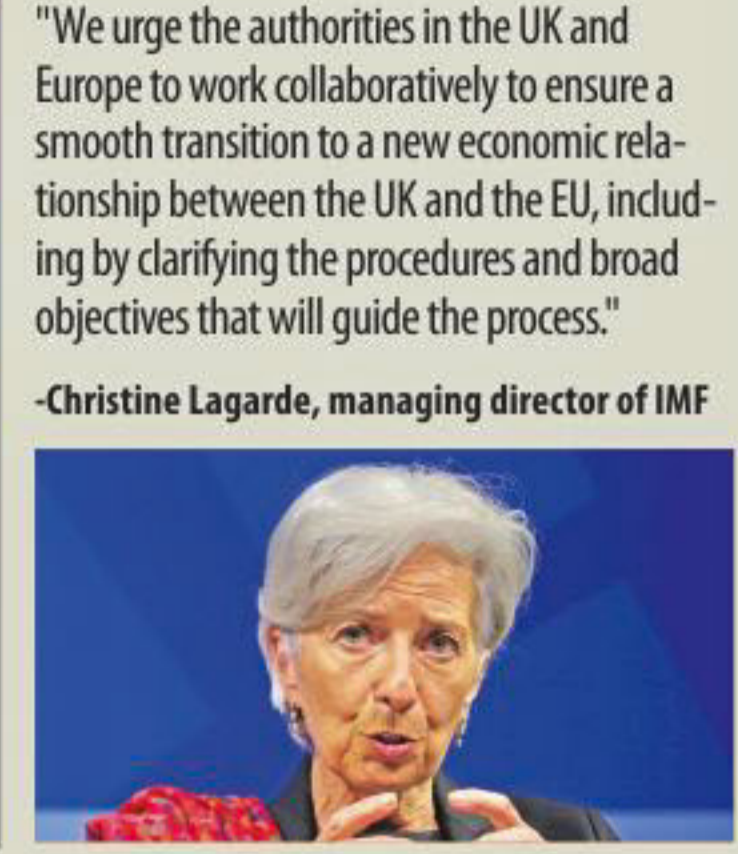 "We urge the authorities in the UK and
Europe to work collaboratively to ensure a
smooth transition to a new economic rela-
tionship between the UK and the EU, includ-
ing by clarifying the procedures and broad
objectives that will guide the process."
-Christine Lagarde, managing director of IMF